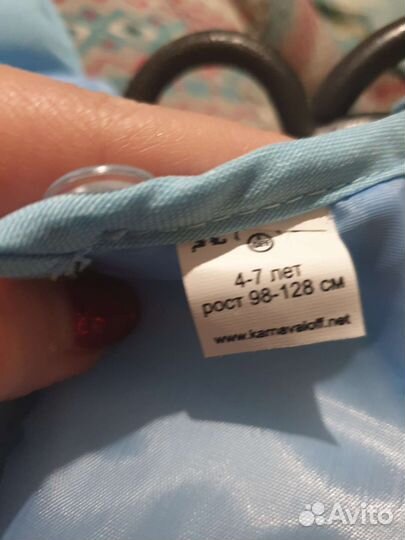 4-7 лет
рост 98-128 см
www.karnavaloff.net
Avito